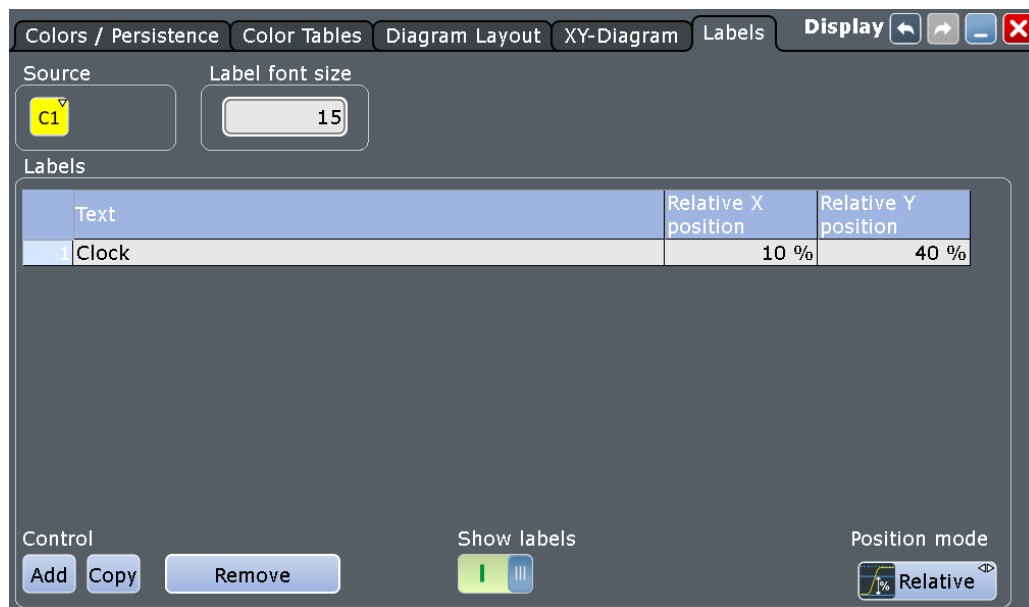 Colors / Persistence Color Tables Diagram Layout XY-Diagram Labels Display
Source Label font size
C1 15
Labels
Text Relative X position Relative Y position
1 Clock 10 % 40 %
Control Show labels Position mode
Add Copy Remove I % Relative